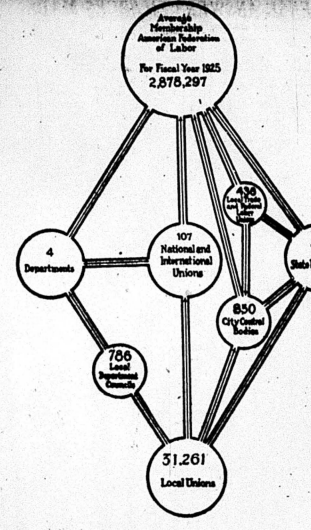 Average
Membership
American Federation
of Labor
For Fiscal Year 1925
2,878,297
438
Local Trade
and Federal
Labor
Unions
107
National and
International
Unions
4
Departments
State
850
City Central
Bodies
786
Local
Department
Councils
31,261
Local Unions